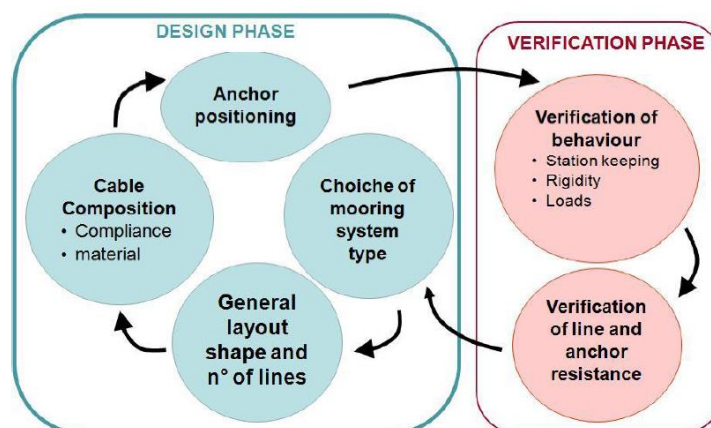 DESIGN PHASE
Anchor
positioning
Cable
Composition
• Compliance
• material
Choiche of
mooring
system
type
General
layout
shape and
n° of lines
VERIFICATION PHASE
Verification of
behaviour
• Station keeping
• Rigidity
• Loads
Verification
of line and
anchor
resistance